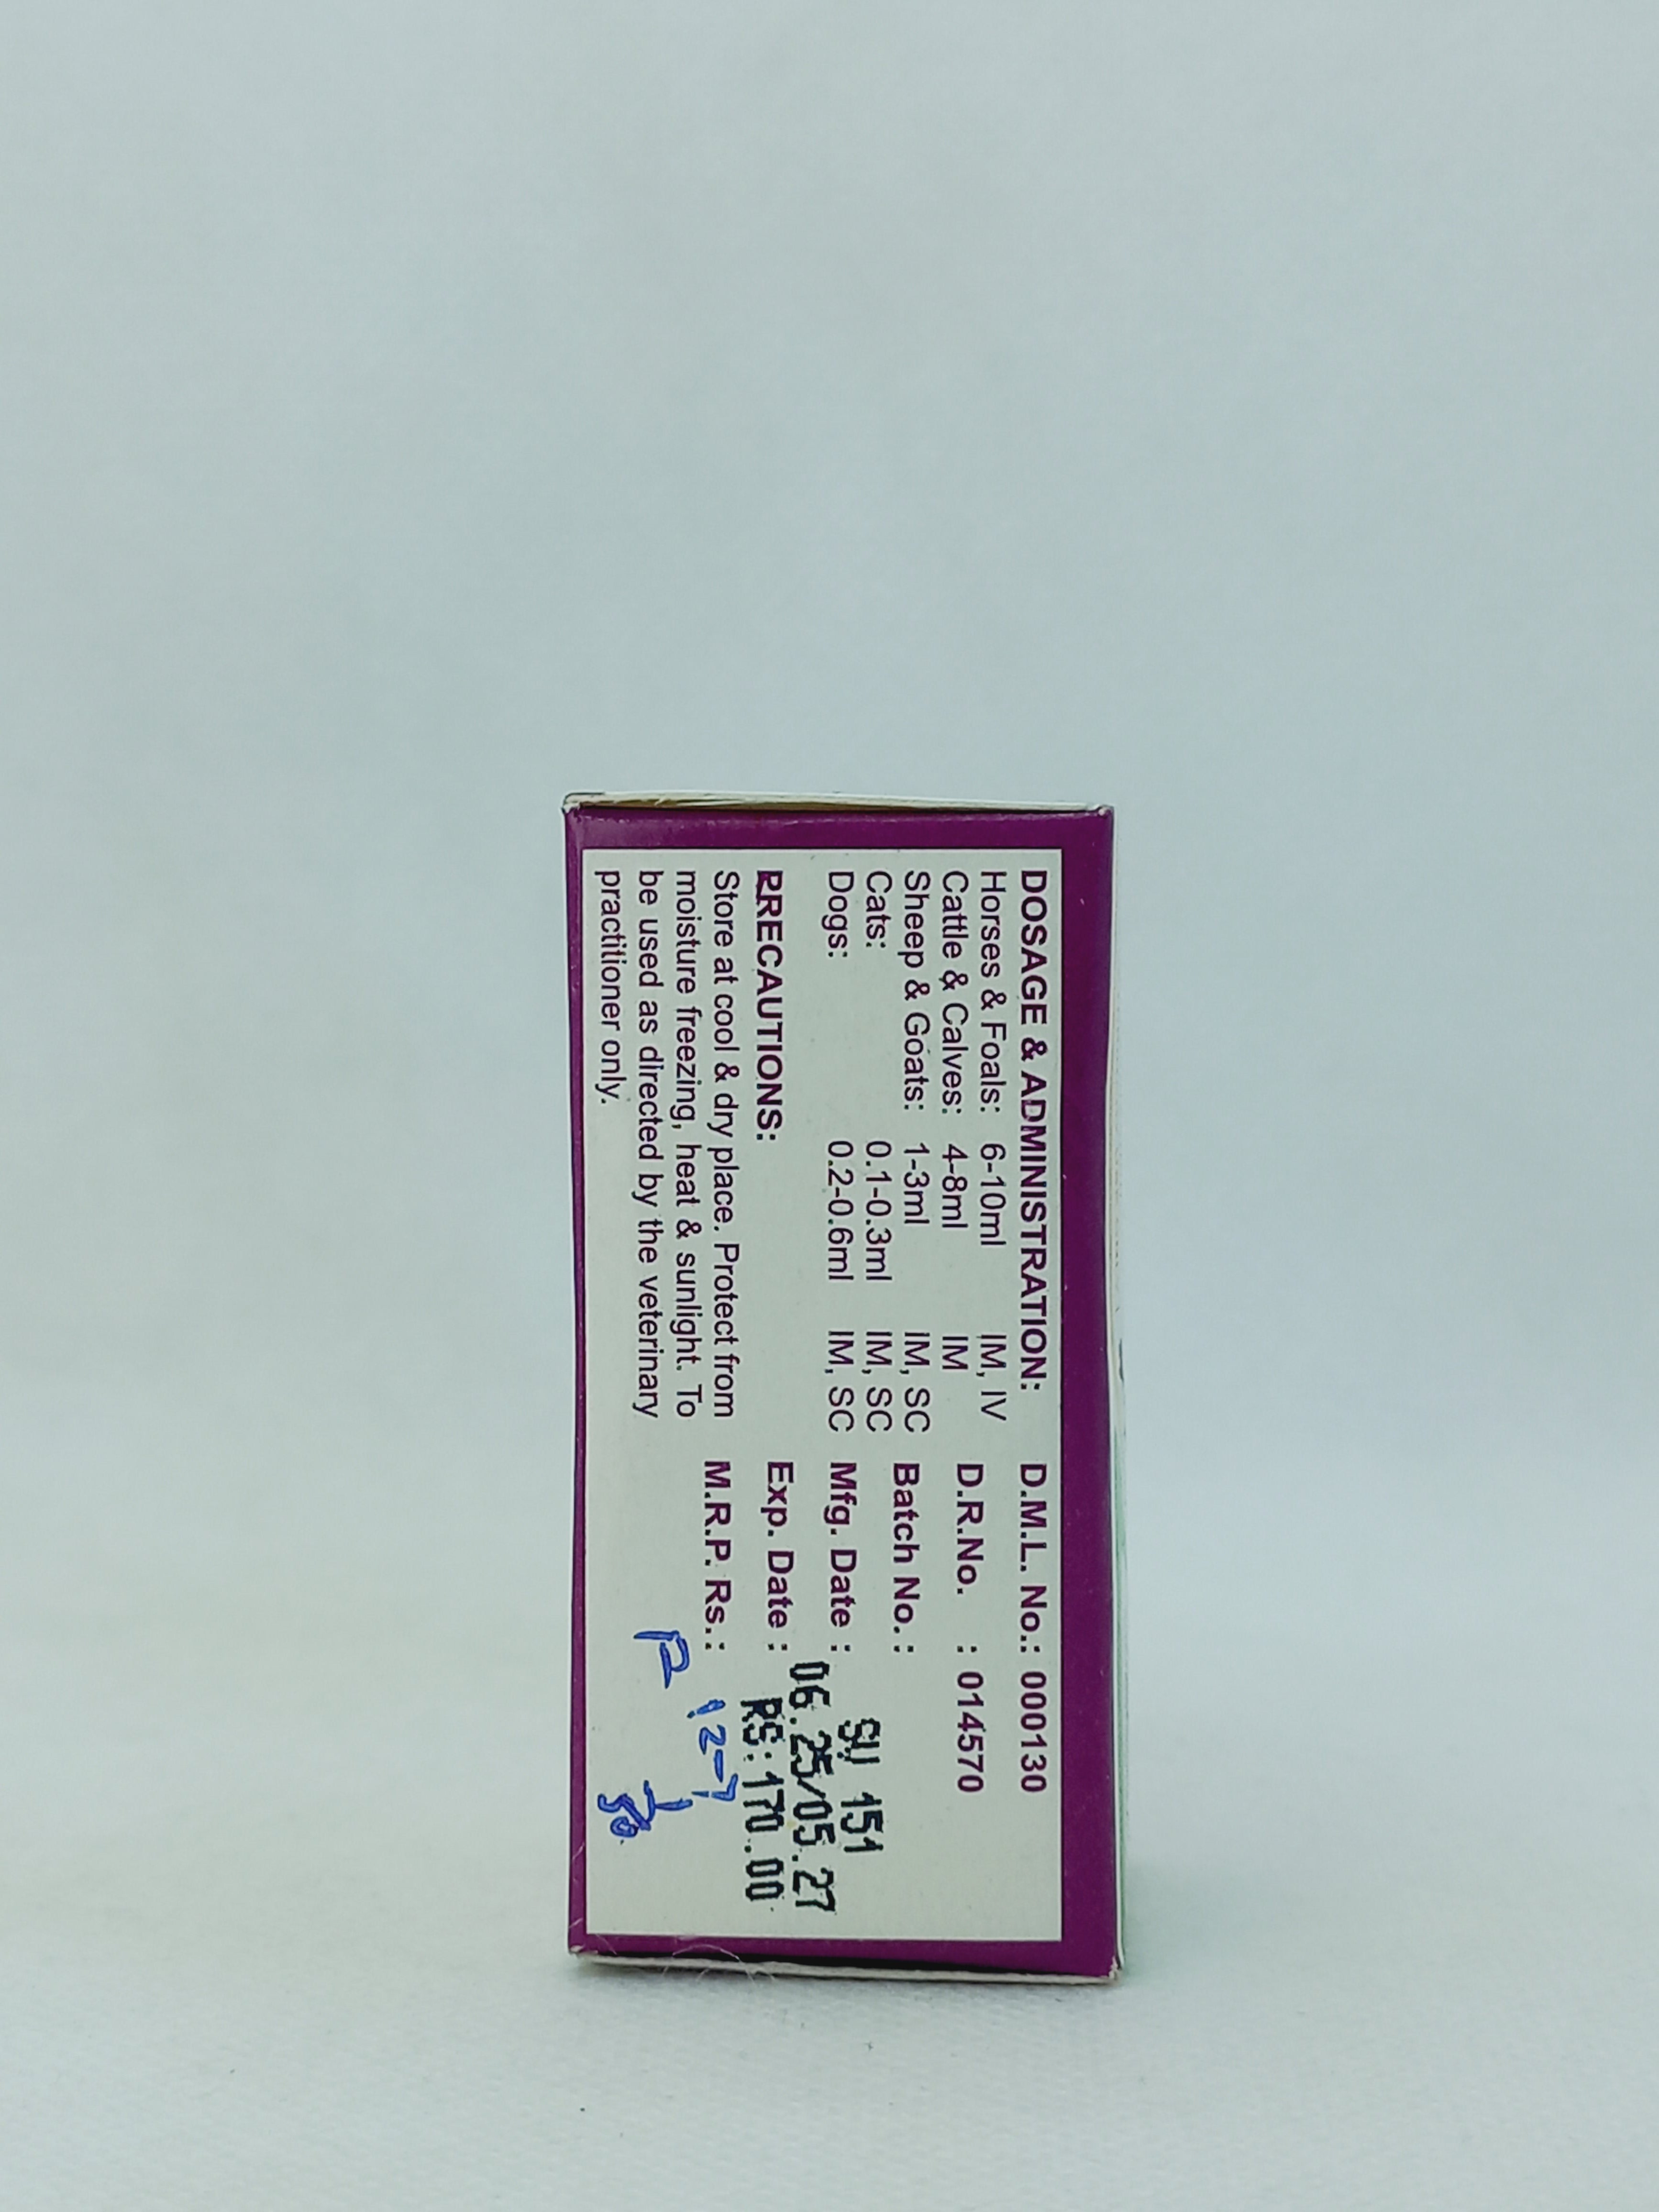 DOSAGE & ADMINISTRATION:
Horses & Foals: 6-10ml IM, IV
Cattle & Calves: 4-8ml IM
Sheep & Goats: 1-3ml IM, SC
Cats: 0.1-0.3ml IM, SC
Dogs: 0.2-0.6ml IM, SC
PRECAUTIONS:
Store at cool & dry place. Protect from
moisture freezing, heat & sunlight. To
be used as directed by the veterinary
practitioner only.
D.M.L. No.: 000130
D.R.No. : 014570
Batch No. :
Mfg. Date :
Exp. Date :
M.R.P. Rs. :
SU 151
06.25/05.27
RS:170.00
12-7